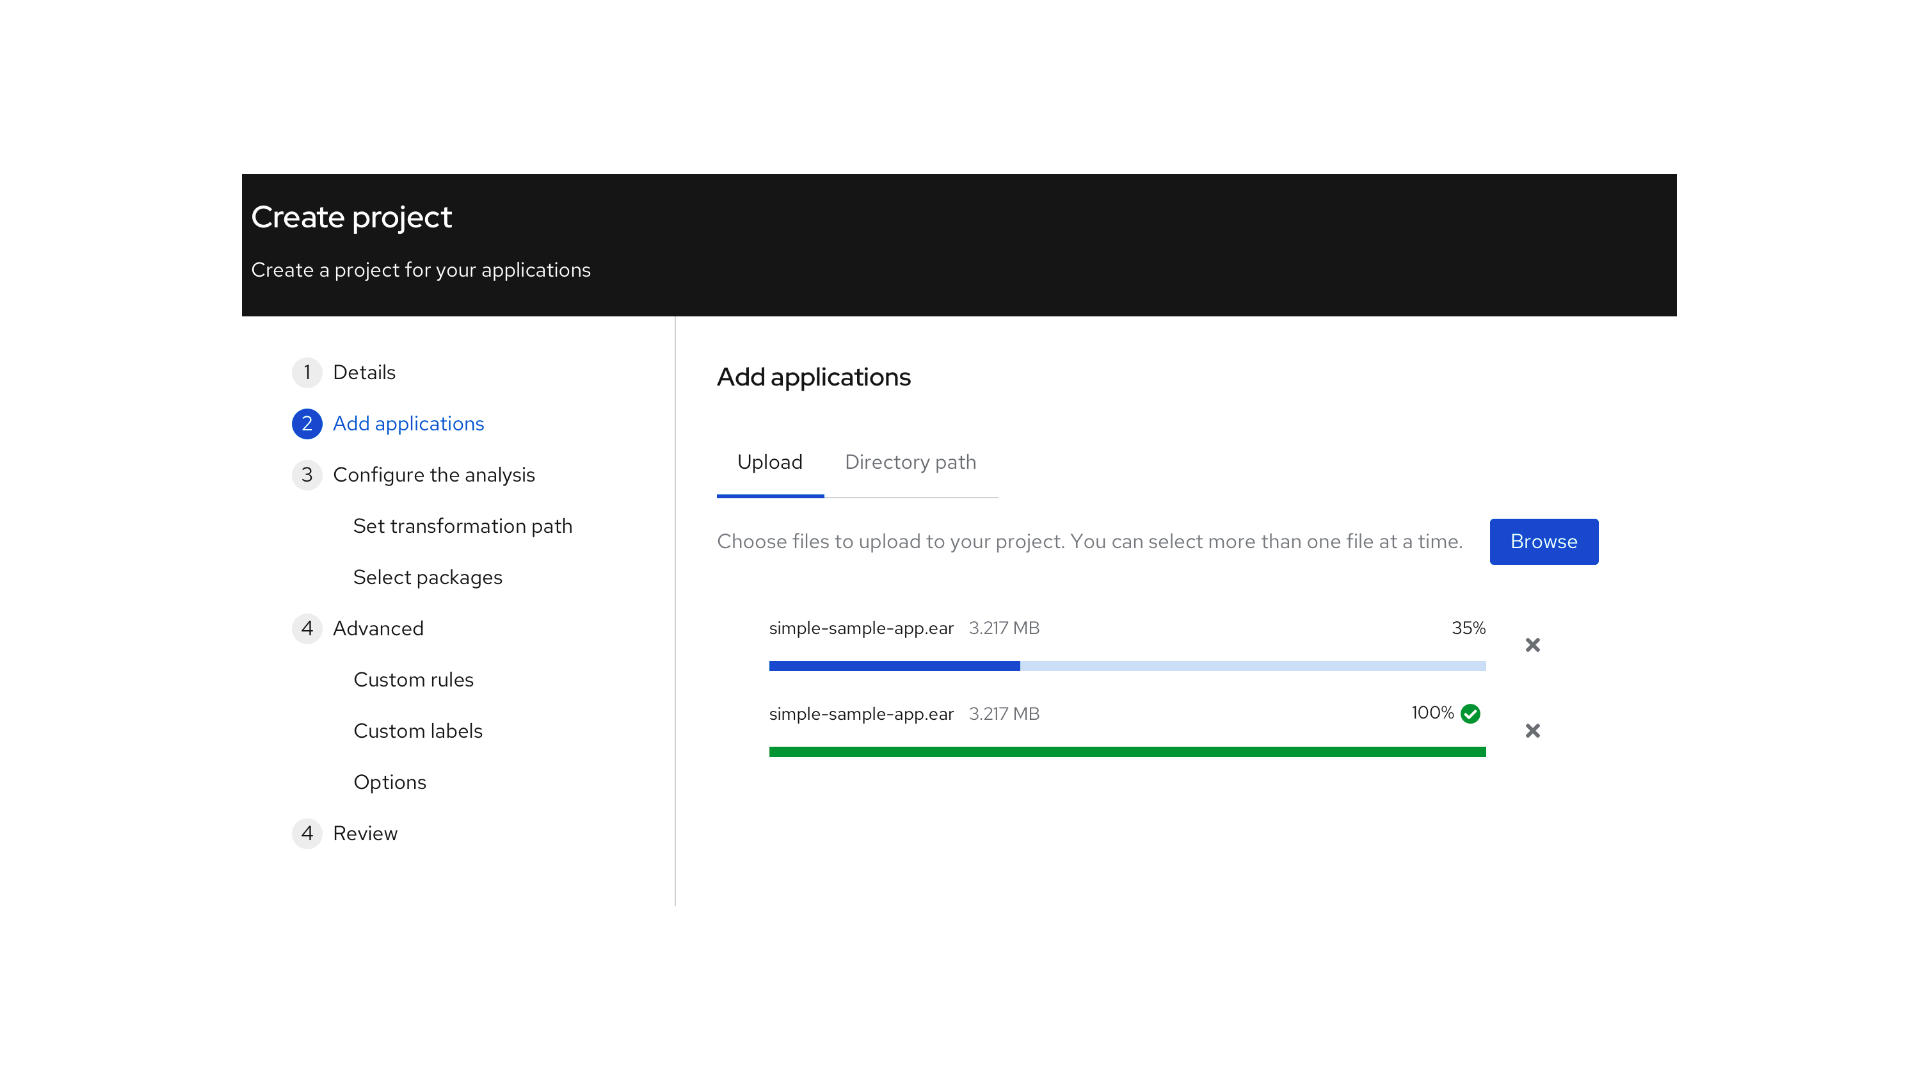 Create project
Create a project for your applications
1 Details
2 Add applications
3 Configure the analysis
Set transformation path
Select packages
4 Advanced
Custom rules
Custom labels
Options
4 Review
Add applications
Upload Directory path
Choose files to upload to your project. You can select more than one file at a time. Browse
simple-sample-app.ear 3.217 MB 35%
simple-sample-app.ear 3.217 MB 100%